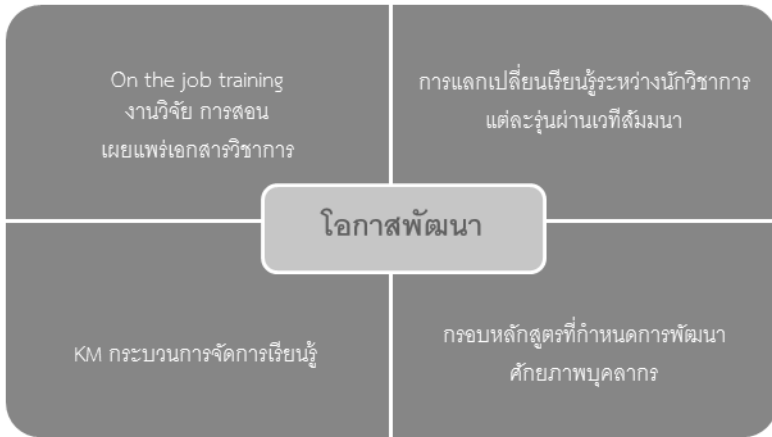 On the job training
งานวิจัย การสอน
เผยแพร่เอกสารวิชาการ
การแลกเปลี่ยนเรียนรู้ระหว่างนักวิชาการ
แต่ละรุ่นผ่านเวทีสัมมนา
โอกาสพัฒนา
KM กระบวนการจัดการเรียนรู้
กรอบหลักสูตรที่กำหนดการพัฒนา
ศักยภาพบุคลากร